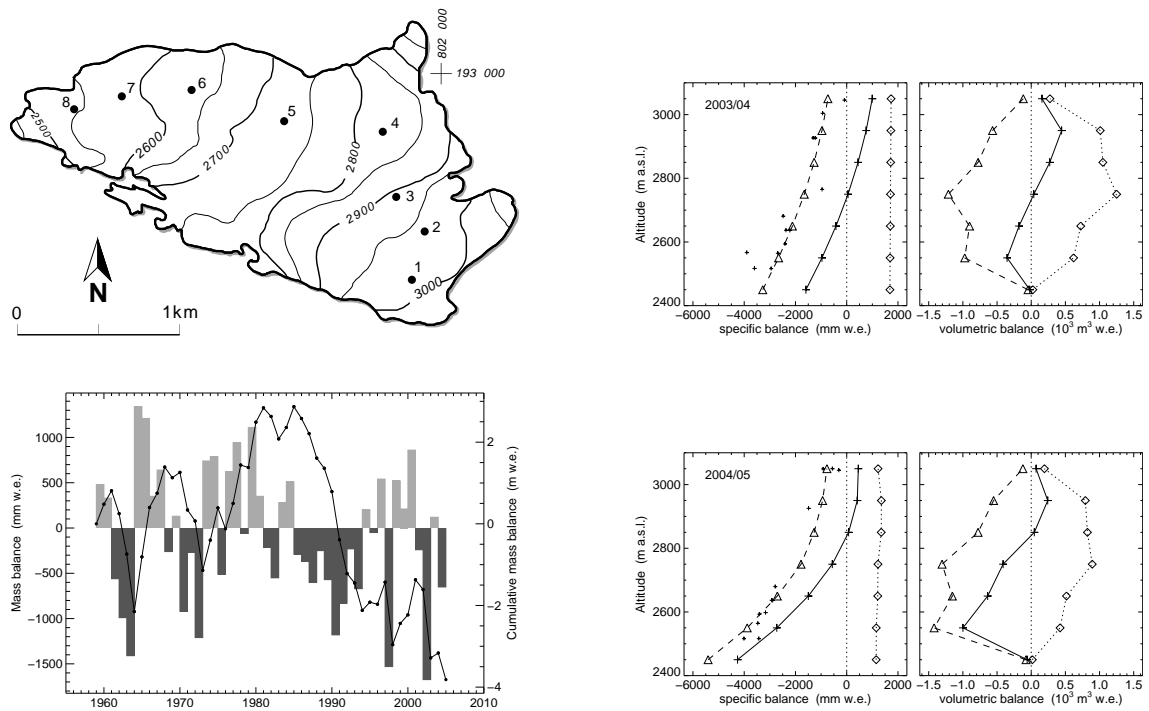 802 000
193 000
8
7
6
5
4
3
2
1
2500
2600
2700
2800
2900
3000
N
0 1km
2003/04
Altitude (m a.s.l.)
3000
2800
2600
2400
−6000 −4000 −2000 0 2000
specific balance (mm w.e.)
−1.5 −1.0 −0.5 0.0 0.5 1.0 1.5
volumetric balance (10³ m³ w.e.)
Mass balance (mm w.e.)
1000
500
0
−500
−1000
−1500
2
0
−2
−4
Cumulative mass balance (m w.e.)
1960 1970 1980 1990 2000 2010
2004/05
Altitude (m a.s.l.)
3000
2800
2600
2400
−6000 −4000 −2000 0 2000
specific balance (mm w.e.)
−1.5 −1.0 −0.5 0.0 0.5 1.0 1.5
volumetric balance (10³ m³ w.e.)